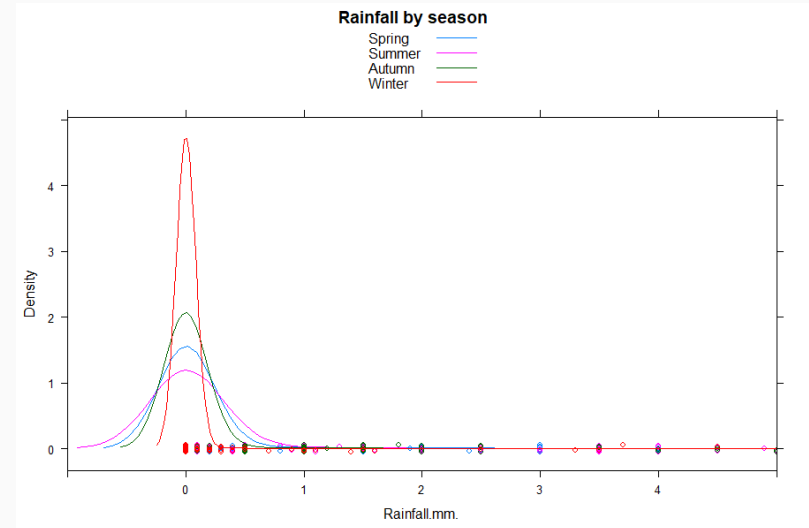 Rainfall by season
Spring
Summer
Autumn
Winter
4
3
2
1
0
Density
0 1 2 3 4
Rainfall.mm.